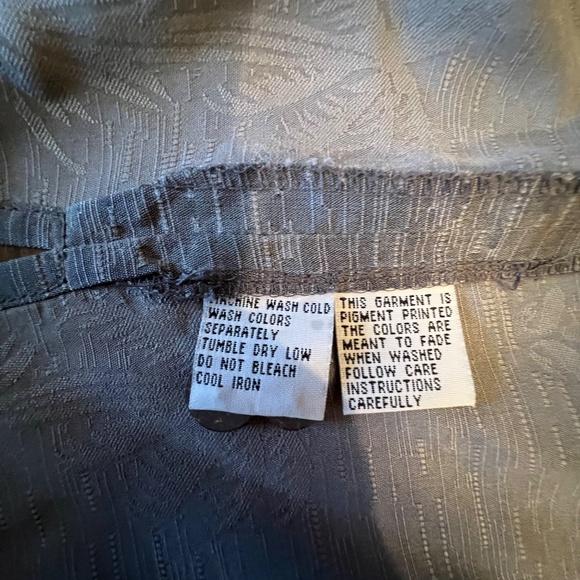 MACHINE WASH COLD
WASH COLORS
SEPARATELY
TUMBLE DRY LOW
DO NOT BLEACH
COOL IRON
THIS GARMENT IS
PIGMENT PRINTED
THE COLORS ARE
MEANT TO FADE
WHEN WASHED
FOLLOW CARE
INSTRUCTIONS
CAREFULLY